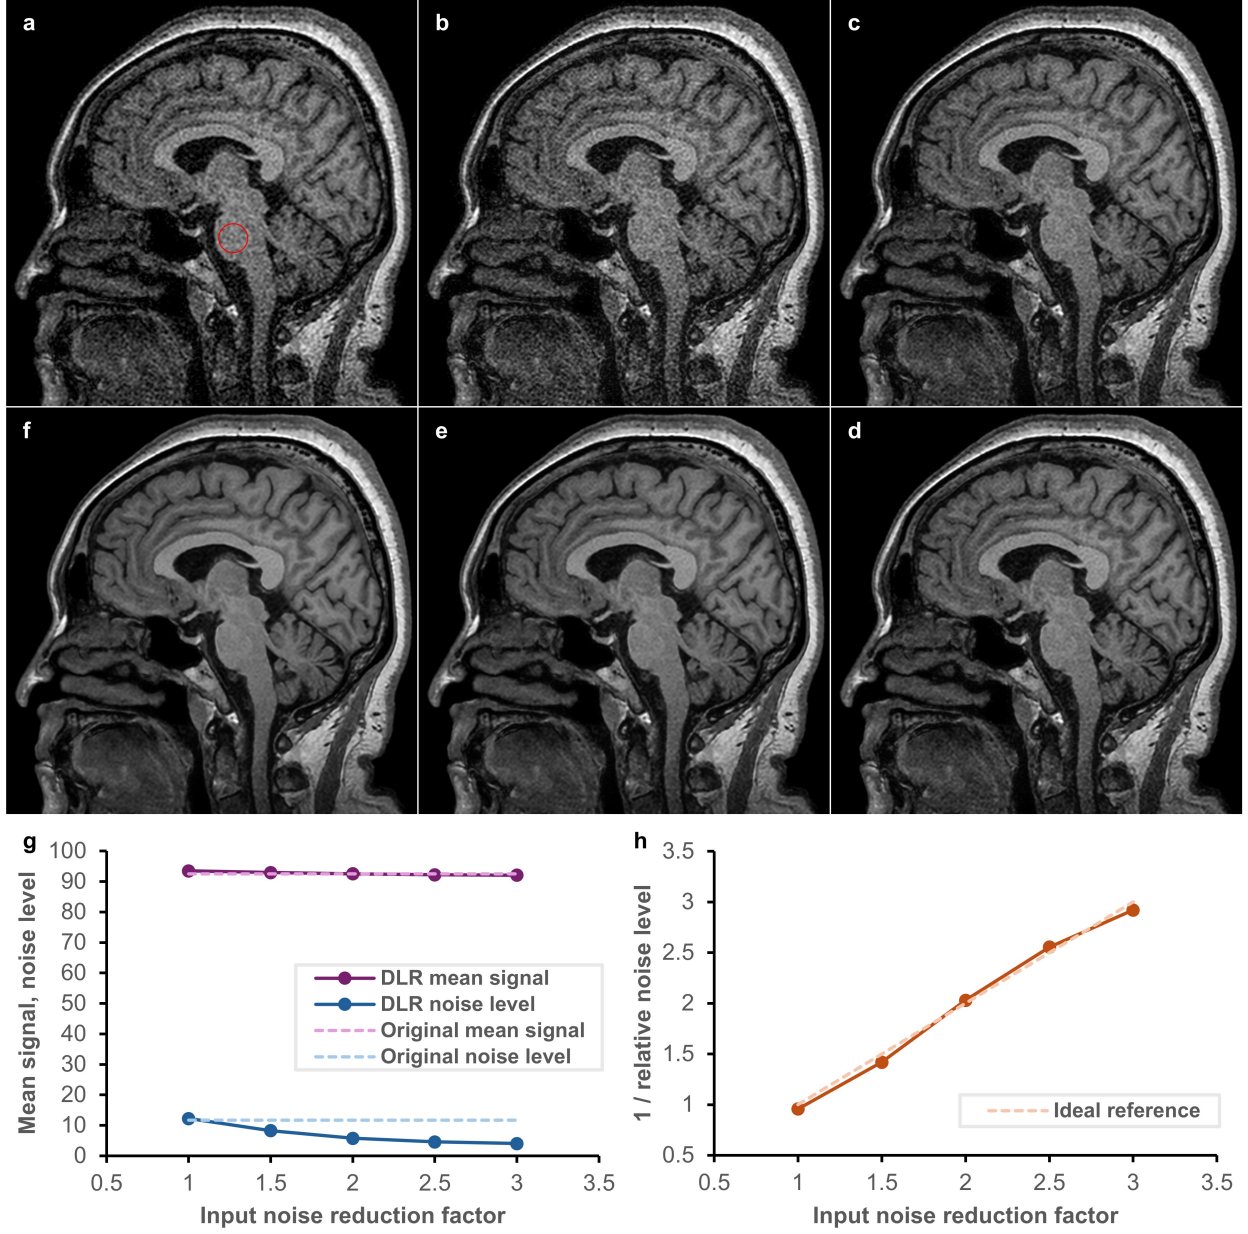 a
b
c
f
e
d
g
100
90
80
70
60
50
40
30
20
10
0
Mean signal, noise level
DLR mean signal
DLR noise level
Original mean signal
Original noise level
0.5 1 1.5 2 2.5 3 3.5
Input noise reduction factor
h
3.5
3
2.5
2
1.5
1
0.5
1 / relative noise level
Ideal reference
0.5 1 1.5 2 2.5 3 3.5
Input noise reduction factor